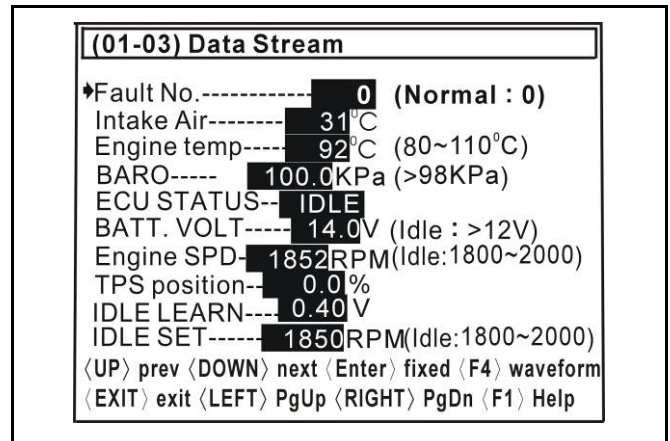 (01-03) Data Stream
➧Fault No.------------ 0 (Normal：0)
Intake Air-------- 31°C
Engine temp----- 92°C (80~110°C)
BARO----- 100.0KPa (>98KPa)
ECU STATUS-- IDLE
BATT. VOLT----- 14.0V (Idle：>12V)
Engine SPD- 1852RPM(Idle:1800~2000)
TPS position-- 0.0%
IDLE LEARN---- 0.40 V
IDLE SET------ 1850RPM(Idle:1800~2000)
〈UP〉 prev 〈DOWN〉 next 〈Enter〉 fixed 〈F4〉 waveform
〈EXIT〉 exit 〈LEFT〉 PgUp 〈RIGHT〉 PgDn 〈F1〉 Help